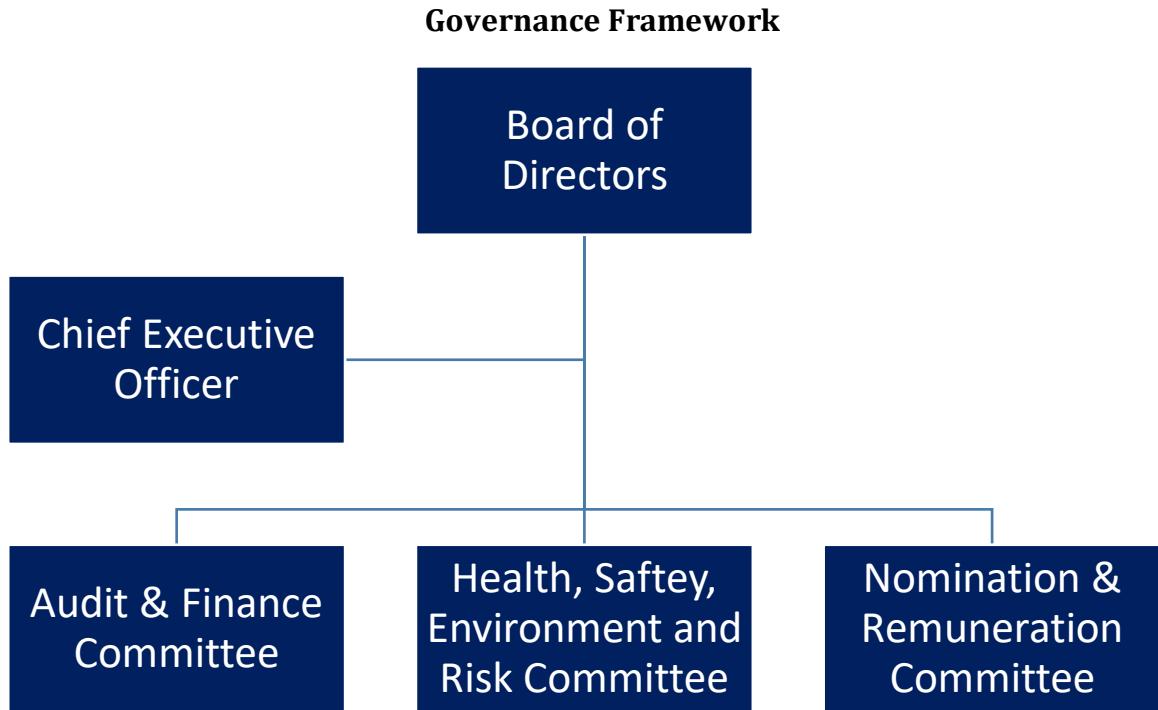 Governance Framework
Board of
Directors
Chief Executive
Officer
Audit & Finance
Committee
Health, Saftey,
Environment and
Risk Committee
Nomination &
Remuneration
Committee